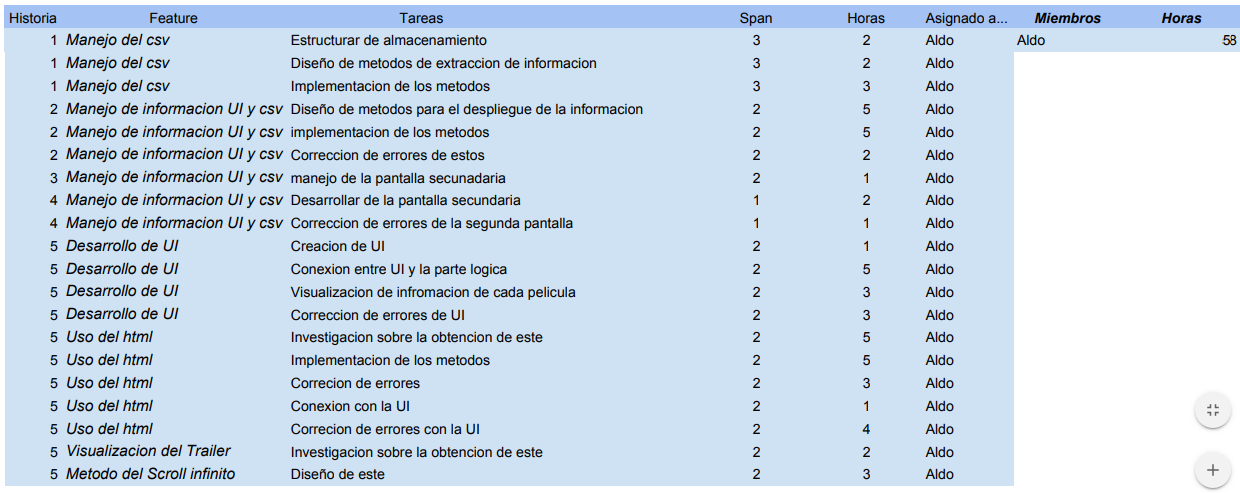 Historia Feature Tareas Span Horas Asignado a... Miembros Horas
1 Manejo del csv Estructurar de almacenamiento 3 2 Aldo Aldo 58
1 Manejo del csv Diseño de metodos de extraccion de informacion 3 2 Aldo
1 Manejo del csv Implementacion de los metodos 3 3 Aldo
2 Manejo de informacion UI y csv Diseño de metodos para el despliegue de la informacion 2 5 Aldo
2 Manejo de informacion UI y csv implementacion de los metodos 2 5 Aldo
2 Manejo de informacion UI y csv Correccion de errores de estos 2 2 Aldo
3 Manejo de informacion UI y csv manejo de la pantalla secunadaria 2 1 Aldo
4 Manejo de informacion UI y csv Desarrollar de la pantalla secundaria 1 2 Aldo
4 Manejo de informacion UI y csv Correccion de errores de la segunda pantalla 1 1 Aldo
5 Desarrollo de UI Creacion de UI 2 1 Aldo
5 Desarrollo de UI Conexion entre UI y la parte logica 2 5 Aldo
5 Desarrollo de UI Visualizacion de infromacion de cada pelicula 2 3 Aldo
5 Desarrollo de UI Correccion de errores de UI 2 3 Aldo
5 Uso del html Investigacion sobre la obtencion de este 2 5 Aldo
5 Uso del html Implementacion de los metodos 2 5 Aldo
5 Uso del html Correcion de errores 2 3 Aldo
5 Uso del html Conexion con la UI 2 1 Aldo
5 Uso del html Correcion de errores con la UI 2 4 Aldo
5 Visualizacion del Trailer Investigacion sobre la obtencion de este 2 2 Aldo
5 Metodo del Scroll infinito Diseño de este 2 3 Aldo